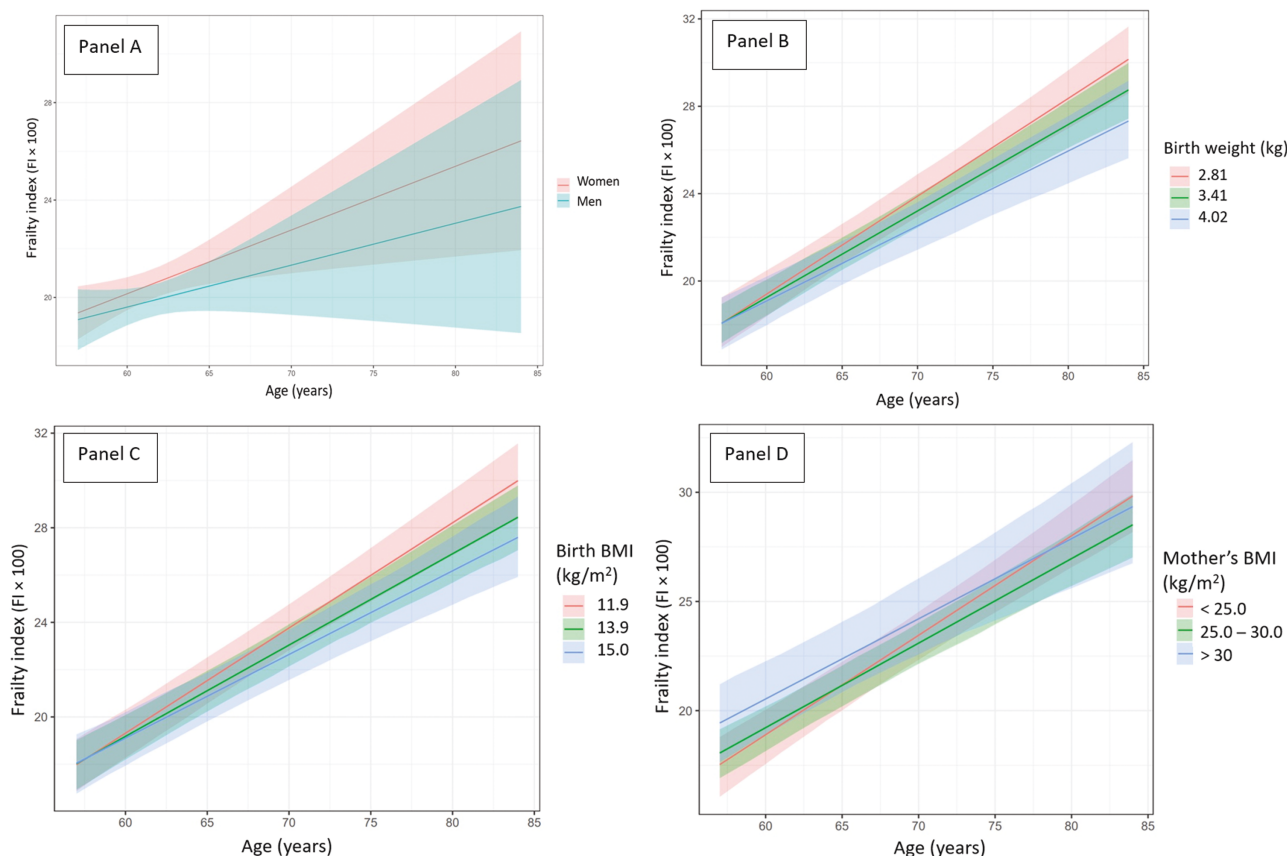 Panel A
Frailty index (FI × 100)
28
24
20
60
65
70
75
80
85
Age (years)
Women
Men
Panel B
Frailty index (FI × 100)
32
28
24
20
60
65
70
75
80
85
Age (years)
Birth weight (kg)
2.81
3.41
4.02
Panel C
Frailty index (FI × 100)
32
28
24
20
60
65
70
75
80
85
Age (years)
Birth BMI
(kg/m²)
11.9
13.9
15.0
Panel D
Frailty index (FI × 100)
30
25
20
60
65
70
75
80
85
Age (years)
Mother's BMI
(kg/m²)
< 25.0
25.0 – 30.0
> 30